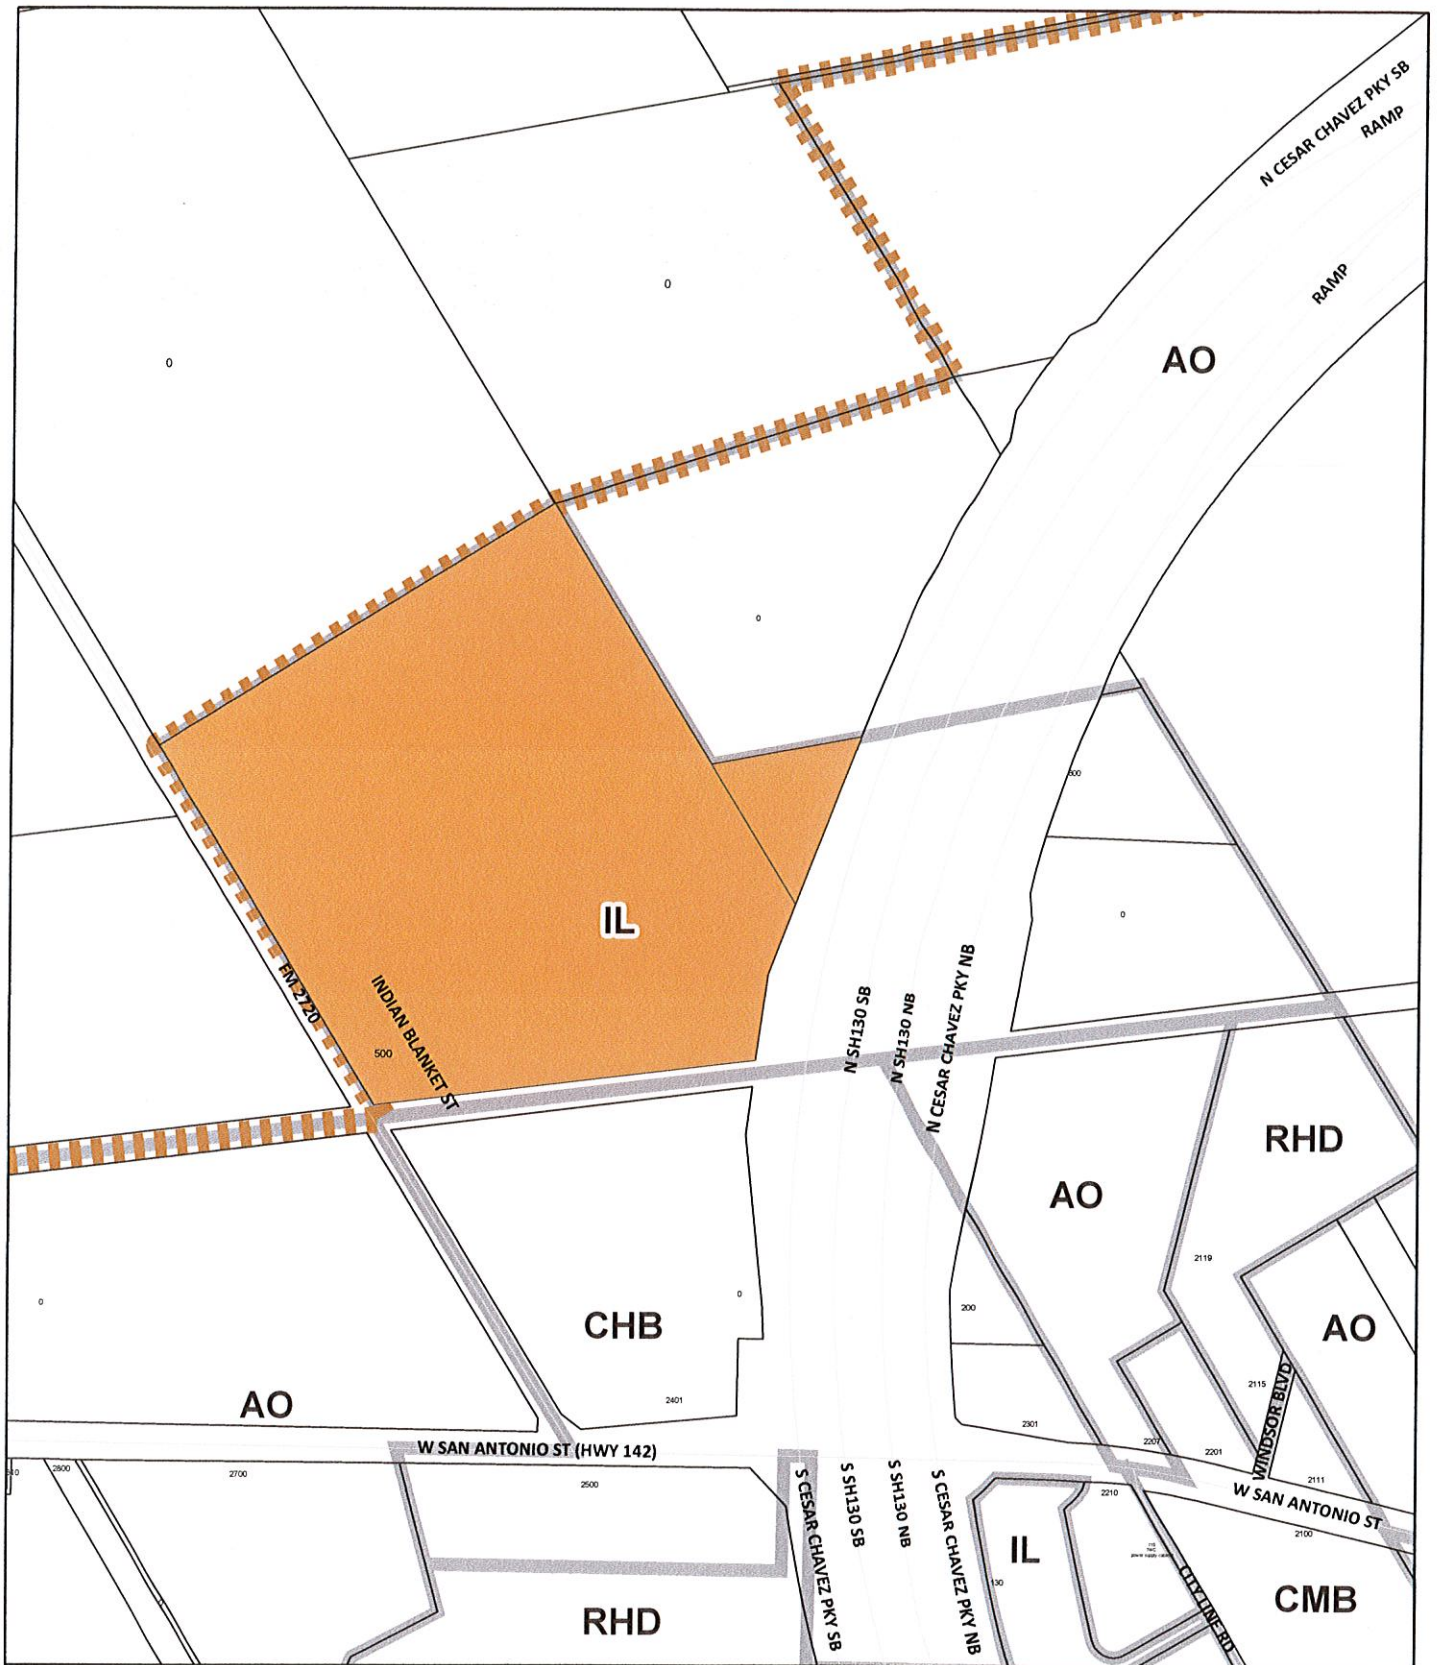 N CESAR CHAVEZ PKY SB
RAMP
RAMP
0
0
AO
0
600
IL
0
FM 2720
INDIAN BLANKET ST
500
N SH130 SB
N SH130 NB
N CESAR CHAVEZ PKY NB
RHD
AO
2119
0
0
200
CHB
AO
2115
WINDSOR BLVD
2401
AO
2301
2207
2201
W SAN ANTONIO ST (HWY 142)
2800
2700
2500
2111
2210
W SAN ANTONIO ST
2100
S CESAR CHAVEZ PKY SB
S SH130 SB
S SH130 NB
S CESAR CHAVEZ PKY NB
IL
130
CITY LINE RD
CMB
RHD